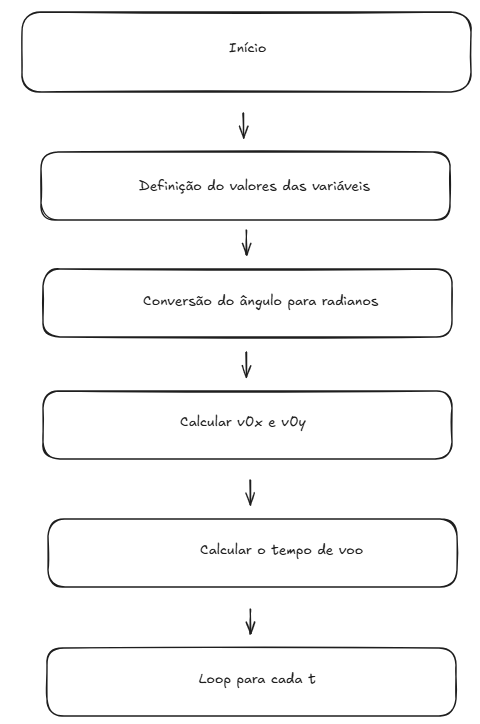 Início
Definição do valores das variáveis
Conversão do ângulo para radianos
Calcular v0x e v0y
Calcular o tempo de voo
Loop para cada t